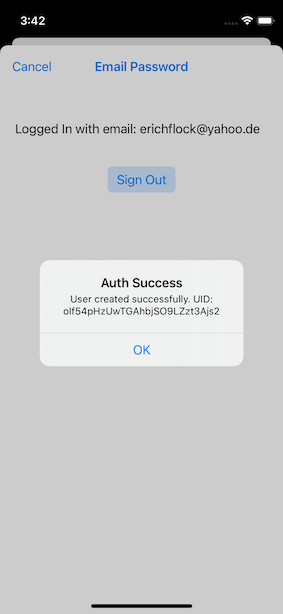 3:42
Cancel Email Password
Logged In with email: erichflock@yahoo.de
Sign Out
Auth Success
User created successfully. UID:
olf54pHzUwTGAhbjSO9LZzt3Ajs2
OK